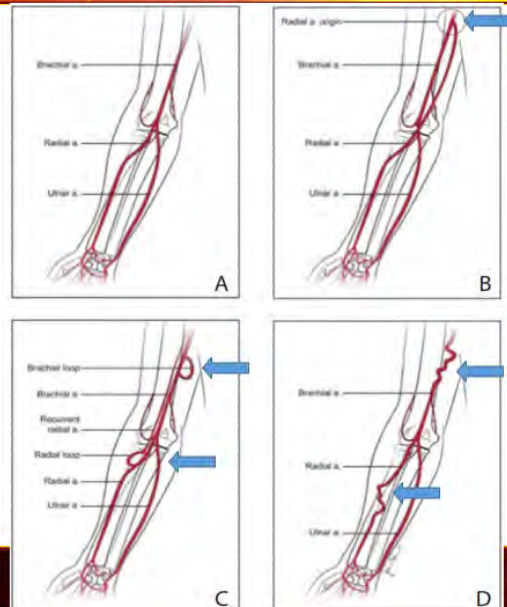 Brachial a.
Radial a.
Ulnar a.
A
Radial a. origin
Brachial a.
Radial a.
Ulnar a.
B
Brachial loop
Brachial a.
Recurrent
radial a.
Radial loop
Radial a.
Ulnar a.
C
Brachial a.
Radial a.
Ulnar a.
D